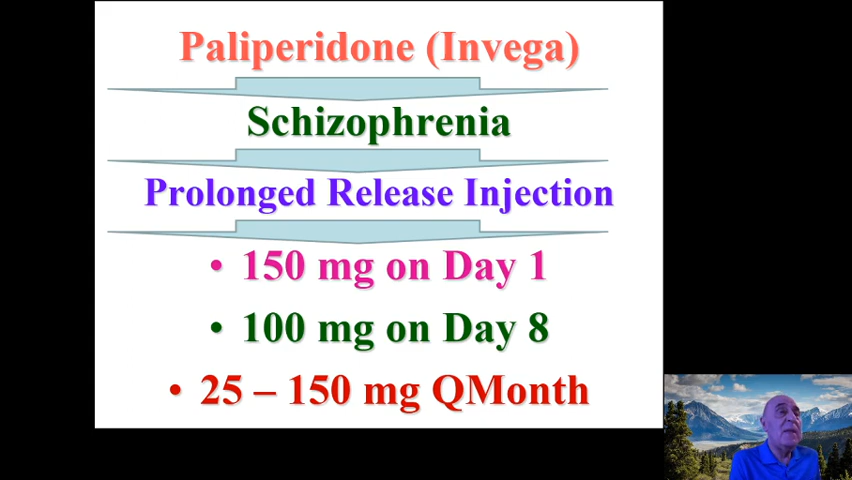 Paliperidone (Invega)
Schizophrenia
Prolonged Release Injection
• 150 mg on Day 1
• 100 mg on Day 8
• 25 – 150 mg QMonth